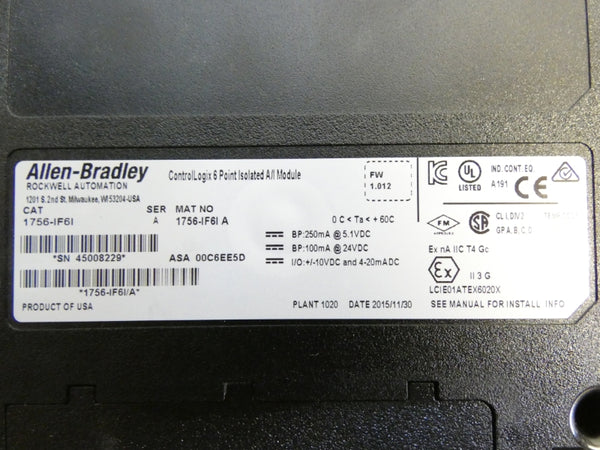 Allen-Bradley
ROCKWELL AUTOMATION
1201 S. 2nd St. Milwaukee, WI 53204-USA
ControlLogix 6 Point Isolated A/I Module
FW
1.012
UL
LISTED
IND. CONT. EQ.
A191
CE
CAT
1756-IF6I
SER
A
MAT NO
1756-IF6I A
0 C < Ta < + 60C
BP:250mA @ 5.1VDC
BP:100mA @ 24VDC
I/O:+/-10VDC and 4-20mADC
FM
SA
CL I, DIV 2
GP A, B, C, D
Ex nA IIC T4 Gc
Ex
II 3 G
LCIE01ATEX6020X
*SN 45008229*
ASA 00C6EE5D
*1756-IF6I/A*
PRODUCT OF USA
PLANT 1020
DATE 2015/11/30
SEE MANUAL FOR INSTALL INFO